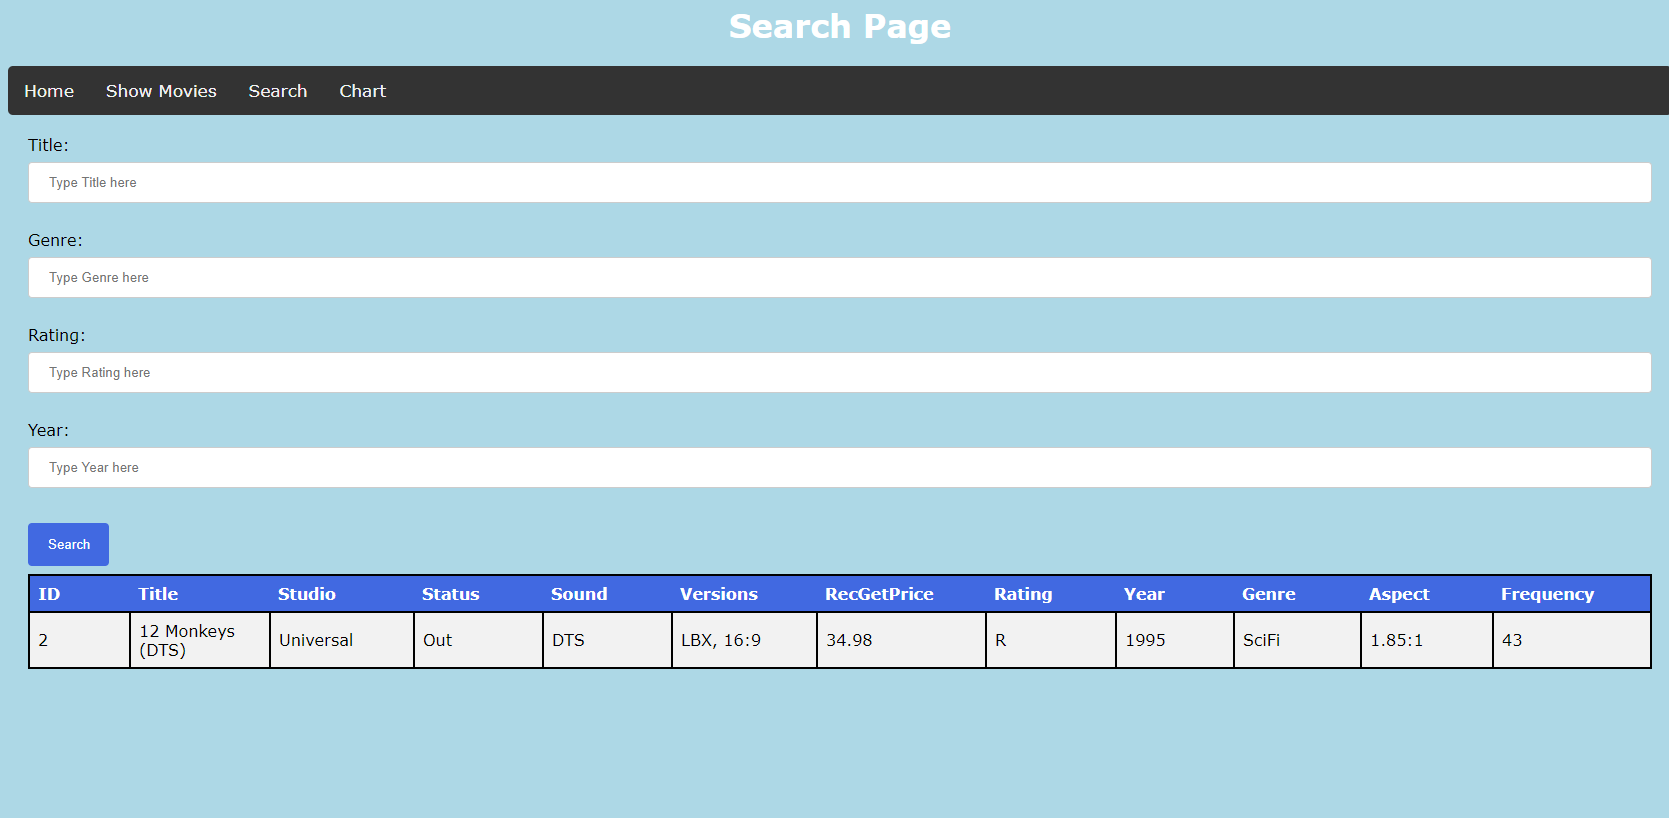 Search Page
Home Show Movies Search Chart
Title:
Type Title here
Genre:
Type Genre here
Rating:
Type Rating here
Year:
Type Year here
Search
ID Title Studio Status Sound Versions RecGetPrice Rating Year Genre Aspect Frequency
2 12 Monkeys (DTS) Universal Out DTS LBX, 16:9 34.98 R 1995 SciFi 1.85:1 43